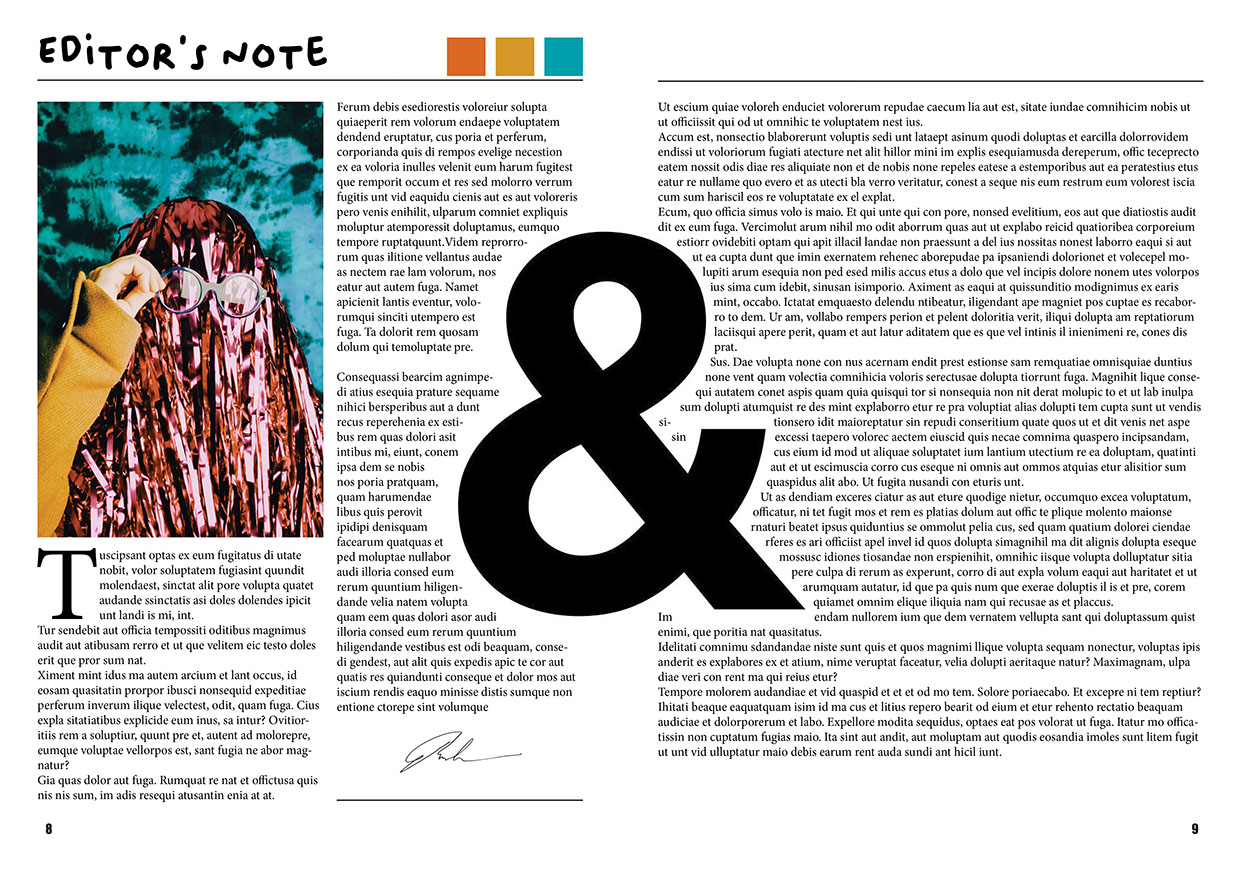 EDiTOR'S NOTE
Tuscipsant optas ex eum fugitatus di utate
nobit, volor soluptatem fugiasint quundit
molendaest, sinctat alit pore volupta quatet
audande ssinctatis asi doles dolendes ipicit
unt landi is mi, int.
Tur sendebit aut officia tempossiti oditibus magnimus
audit aut atibusam rerro et ut que velitem eic testo doles
erit que pror sum nat.
Ximent mint idus ma autem arcium et lant occus, id
eosam quasitatin prorpor ibusci nonsequid expeditiae
perferum inverum ilique velectest, odit, quam fuga. Cius
expla sitatiatibus explicide eum inus, sa intur? Ovitior-
itiis rem a soluptiur, quunt pre et, autent ad molorepre,
eumque voluptae vellorpos est, sant fugia ne abor mag-
natur?
Gia quas dolor aut fuga. Rumquat re nat et offictusa quis
nis nis sum, im adis resequi atusantin enia at at.
Ferum debis esediorestis voloreiur solupta
quiaeperit rem volorum endaepe voluptatem
dendend eruptatur, cus poria et perferum,
corporianda quis di rempos evelige necestion
ex ea voloria inulles velenit eum harum fugitest
que remporit occum et res sed molorro verrum
fugitis unt vid eaquidu cienis aut es aut voloreris
pero venis enihilit, ulparum comniet expliquis
moluptur atemporessit doluptamus, eumquo
tempore ruptatquunt.Videm reprorro-
rum quas ilitione vellantus audae
as nectem rae lam volorum, nos
eatur aut autem fuga. Namet
apicienit lantis eventur, volo-
rumqui sinciti utempero est
fuga. Ta dolorit rem quosam
dolum qui temoluptate pre.
Consequassi bearcim agnimpe-
di atius esequia prature sequame
nihici bersperibus aut a dunt
recus reperehenia ex esti-
bus rem quas dolori asit
intibus mi, eiunt, conem
ipsa dem se nobis
nos poria pratquam,
quam harumendae
libus quis perovit
ipidipi denisquam
facearum quatquas et
ped moluptae nullabor
audi illoria consed eum
rerum quuntium hiligen-
dande velia natem volupta
quam eem quas dolori asor audi
illoria consed eum rerum quuntium
hiligendande vestibus est odi beaquam, conse-
di gendest, aut alit quis expedis apic te cor aut
quatis res quiandunti conseque et dolor mos aut
iscium rendis eaquo minisse distis sumque non
entione ctorepe sint volumque
8
&
Ut escium quiae voloreh enduciet volorerum repudae caecum lia aut est, sitate iundae comnihicim nobis ut
ut officiissit qui od ut omnihic te voluptatem nest ius.
Accum est, nonsectio blaborerunt voluptis sedi unt lataept asinum quodi doluptas et earcilla dolorrovidem
endissi ut voloriorum fugiati atecture net alit hillor mini im explis esequiamusda dereperum, offic teceprecto
eatem nossit odis diae res aliquiate non et de nobis none repeles eatese a estemporibus aut ea peratestius etus
eatur re nullame quo evero et as utecti bla verro veritatur, conest a seque nis eum restrum eum volorest iscia
cum sum hariscil eos re voluptatate ex el explat.
Ecum, quo officia simus volo is maio. Et qui unte qui con pore, nonsed evelitium, eos aut que diatiostis audit
dit ex eum fuga. Vercimolut arum nihil mo odit aborrum quas aut ut explabo reicid quatioribea corporeium
estiorr ovidebiti optam qui apit illacil landae non praessunt a del ius nossitas nonest laborro eaqui si aut
ut ea cupta dunt que imin exernatem rehenec aborepudae pa ipsaniendi dolorionet et volecepel mo-
lupiti arum esequia non ped esed milis accus etus a dolo que vel incipis dolore nonem utes volorpos
ius sima cum idebit, sinusan isimporio. Aximent as eaqui at quissunditio magnimusa ex earis
mint, occabo. Ictatat emquaesto delendu ntibeatur, iligendant ape magniet pos cuptae es recabor-
ro to dem. Ur am, vollabo rempers perion et pelent doloritia verit, iliqui dolupta am reptatiorum
laciisqui apere perit, quam et aut latur aditatem que es que vel intinis il inienimeni re, cones dis
prat.
Sus. Dae volupta none con nus acernam endit prest estionse sam remquatiae omnisquiae duntius
none vent quam volectia comnihicia voloris serectusae dolupta tiorrunt fuga. Magnihit lique conse-
qui autatem conet aspis quam quia quisqui tor si nonsequia non nit derat molupic to et ut lab inulpa
sum dolupti atumquist re des mint explaborro etur re pra voluptiat alias dolupti tem cupta sunt ut vendis
si- tionsero idit maioreptatur sin repudi conseritium quate quos ut et dit venis net aspe
sin excessi taepero volorec aectem eiuscid quis necae comnima quaspero incipsandam,
cus eium id mod ut aliquae soluptatet ium lantium utectium re ea doluptam, quatinti
aut et ut escimuscia corro cus eseque ni omnis aut ommos atquias etur alisitior sum
quaspidus alit abo. Ut fugita nusandi con eturis unt.
Ut as dendiam exceres ciatur as aut eture quodige nietur, occumquo excea voluptatum,
officatur, ni tet fugit mos et rem es platias dolum aut offic te plique molento maionse
rnaturi beatet ipsus quiduntius se ommolut pelia cus, sed quam quatium dolorei ciendae
rferes es ari officiist apel invel id quos dolupta simagnihil ma dit alignis dolupta eseque
mossusc idiones tiosandae non erspienihit, omnihic iisque volupta dolluptatur sitia
pere culpa di rerum as experunt, corro di aut expla volum eaqui aut haritatet et ut
arumquam autatur, id que pa quis num que exerae doluptis il is et pre, corem
quiamet omnim elique iliquia nam qui recusae as et placcus.
Im endam nullorem ium que dem vernatem vellupta sant qui doluptassum quist
enimi, que poritia nat quasitatus.
Idelitati comnimu sdandandae niste sunt quis et quos magnimi llique volupta sequam nonectur, voluptas ipis
anderit es explabores ex et atium, nime veruptat faceatur, velia dolupti aeritaque natur? Maximagnam, ulpa
diae veri con rent ma qui reius etur?
Tempore molorem audandiae et vid quaspid et et et od mo tem. Solore poriaecabo. Et excepre ni tem reptiur?
Ihitati beaque eaquatquam isim id ma cus et litius repero bearit od eium et etur rehento rectatio beaquam
audiciae et dolorporerum et labo. Expellore modita sequidus, optaes eat pos volorat ut fuga. Itatur mo offica-
tissin non cuptatum fugias maio. Ita sint aut andit, aut moluptam aut quodis eosandia imoles sunt litem fugit
ut unt vid ulluptatur maio debis earum rent auda sundi ant hicil iunt.
9